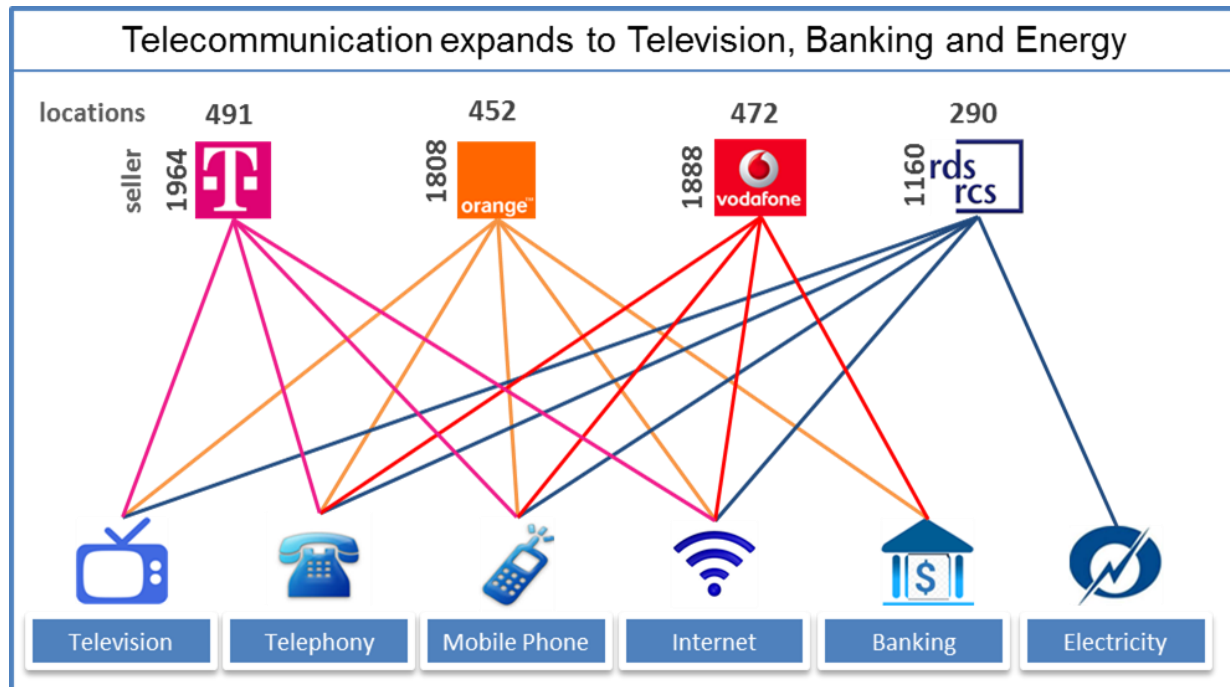 Telecommunication expands to Television, Banking and Energy
locations 491 452 472 290
seller 1964 T 1808 orange™ 1888 vodafone 1160 rds
rcs
$
Television Telephony Mobile Phone Internet Banking Electricity